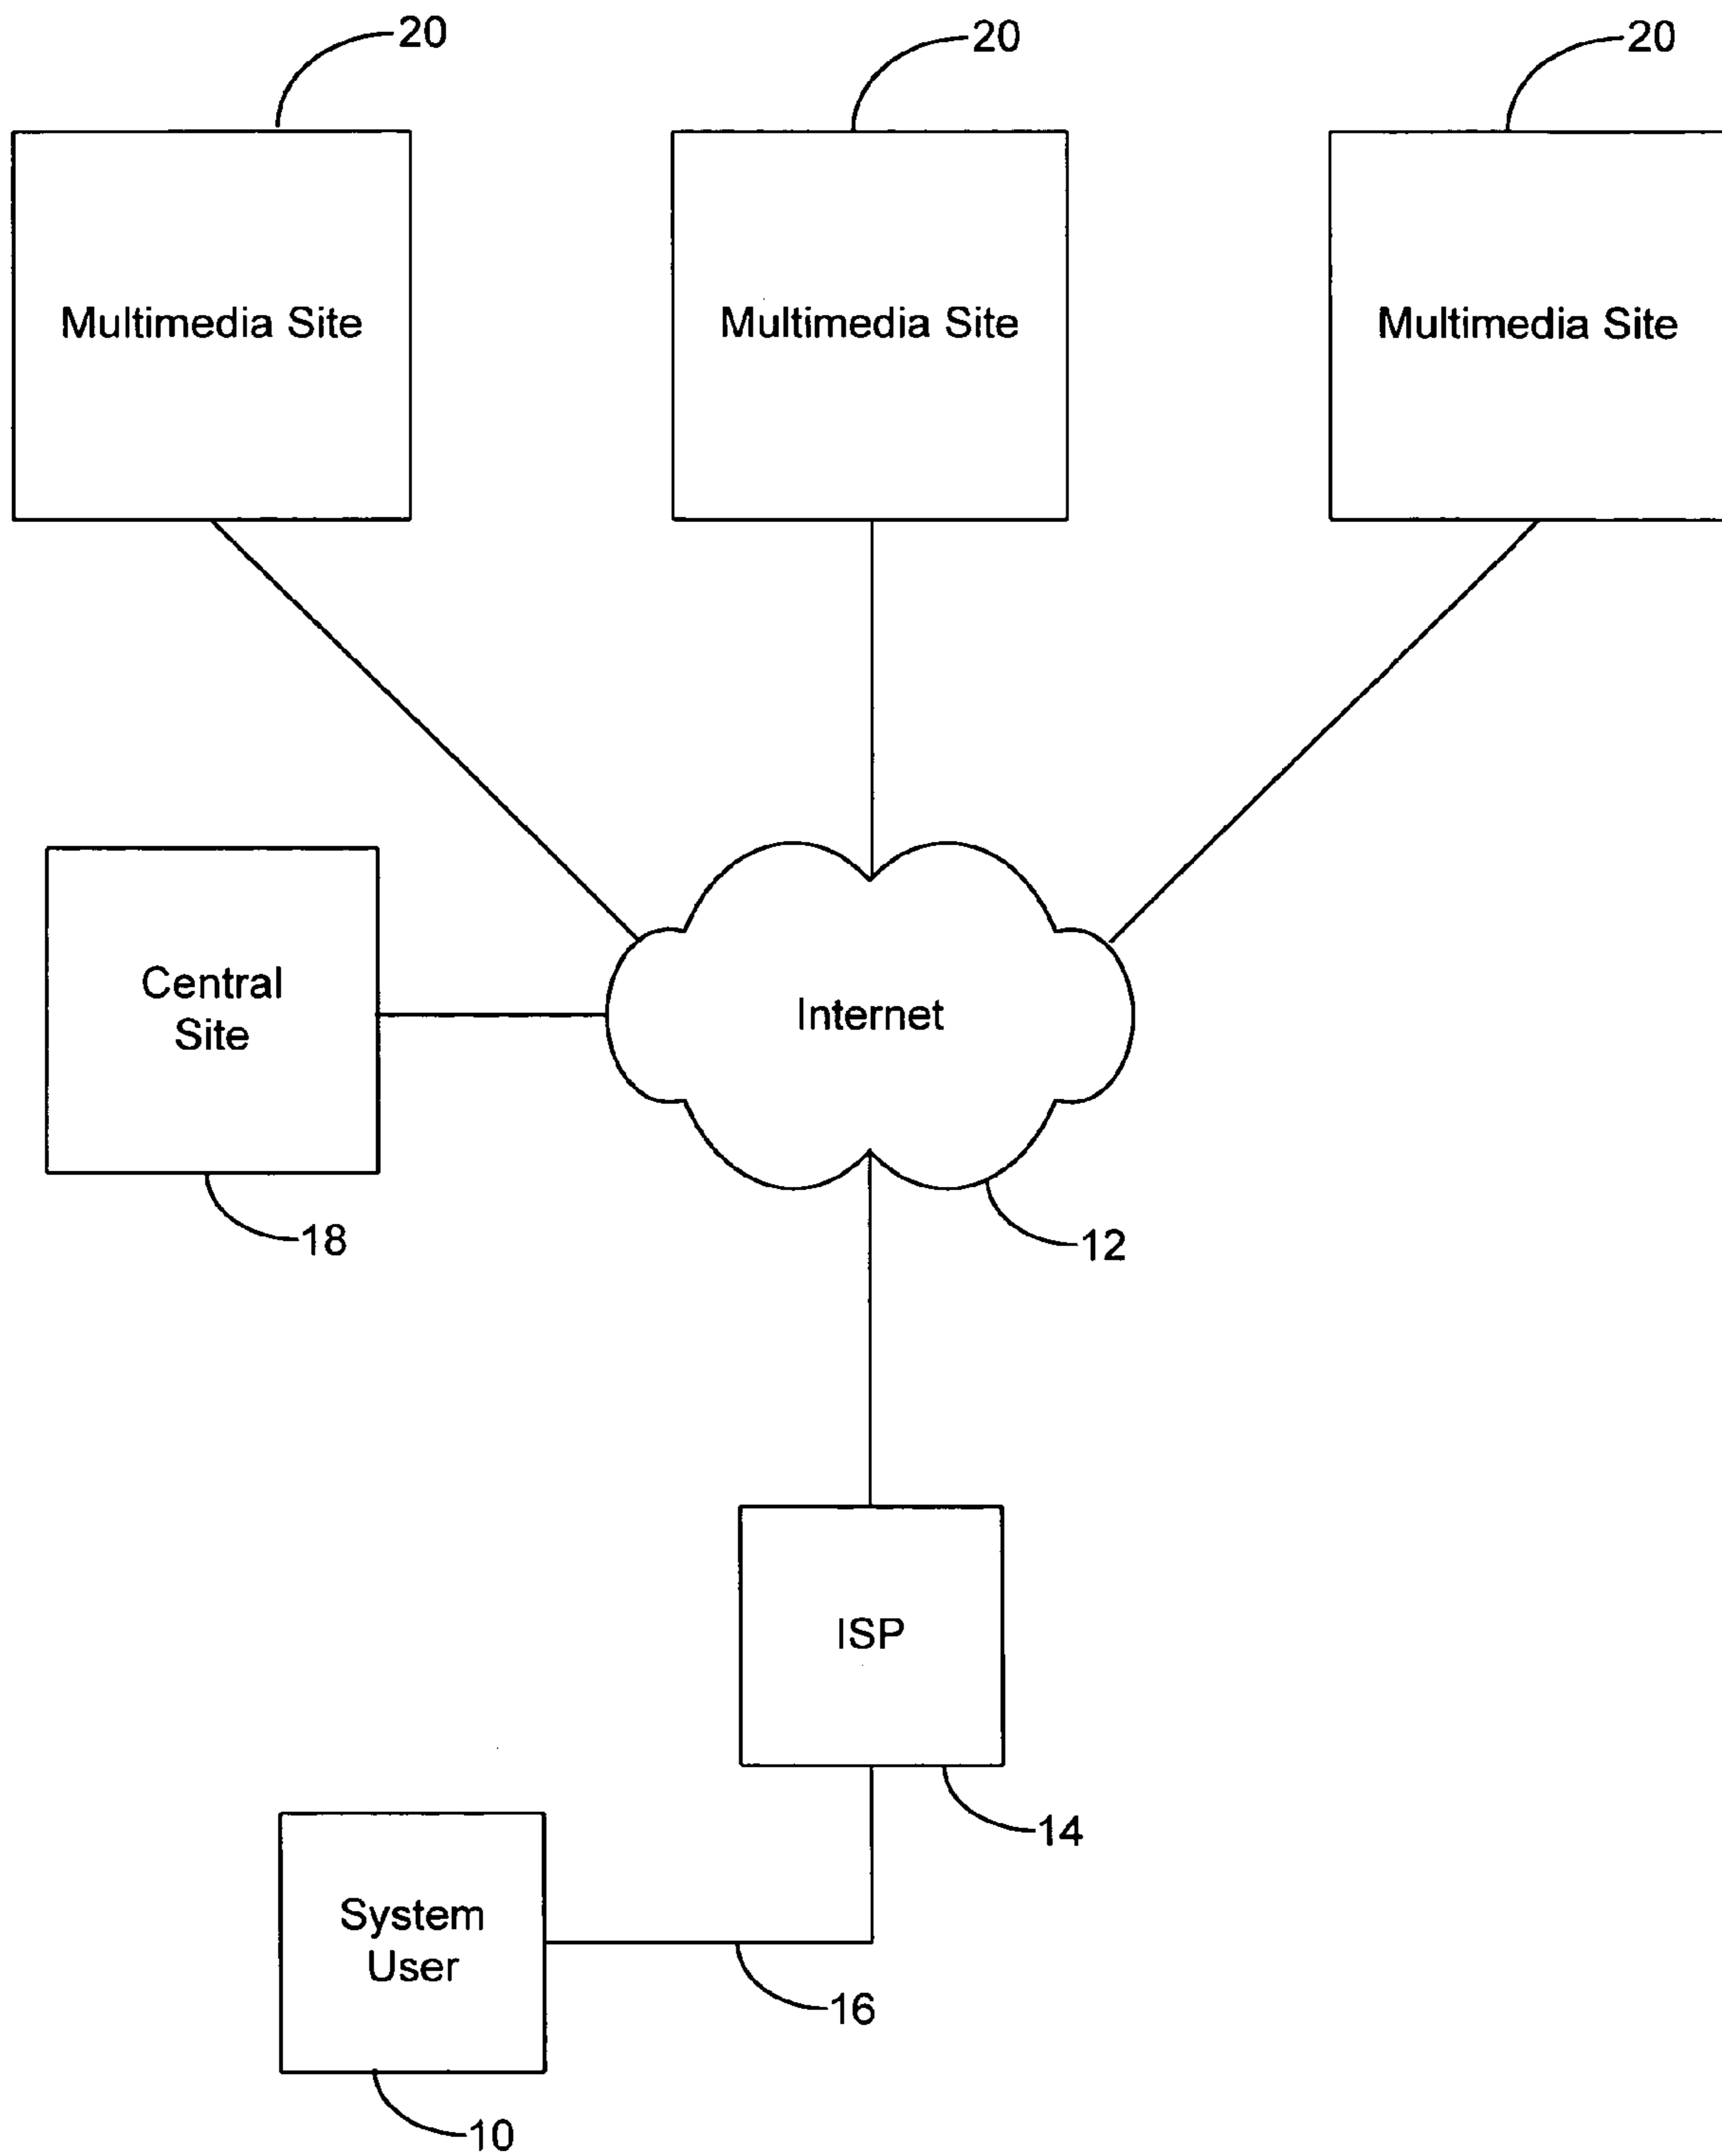 20
20
20
Multimedia Site
Multimedia Site
Multimedia Site
Central
Site
Internet
18
12
ISP
14
System
User
16
10